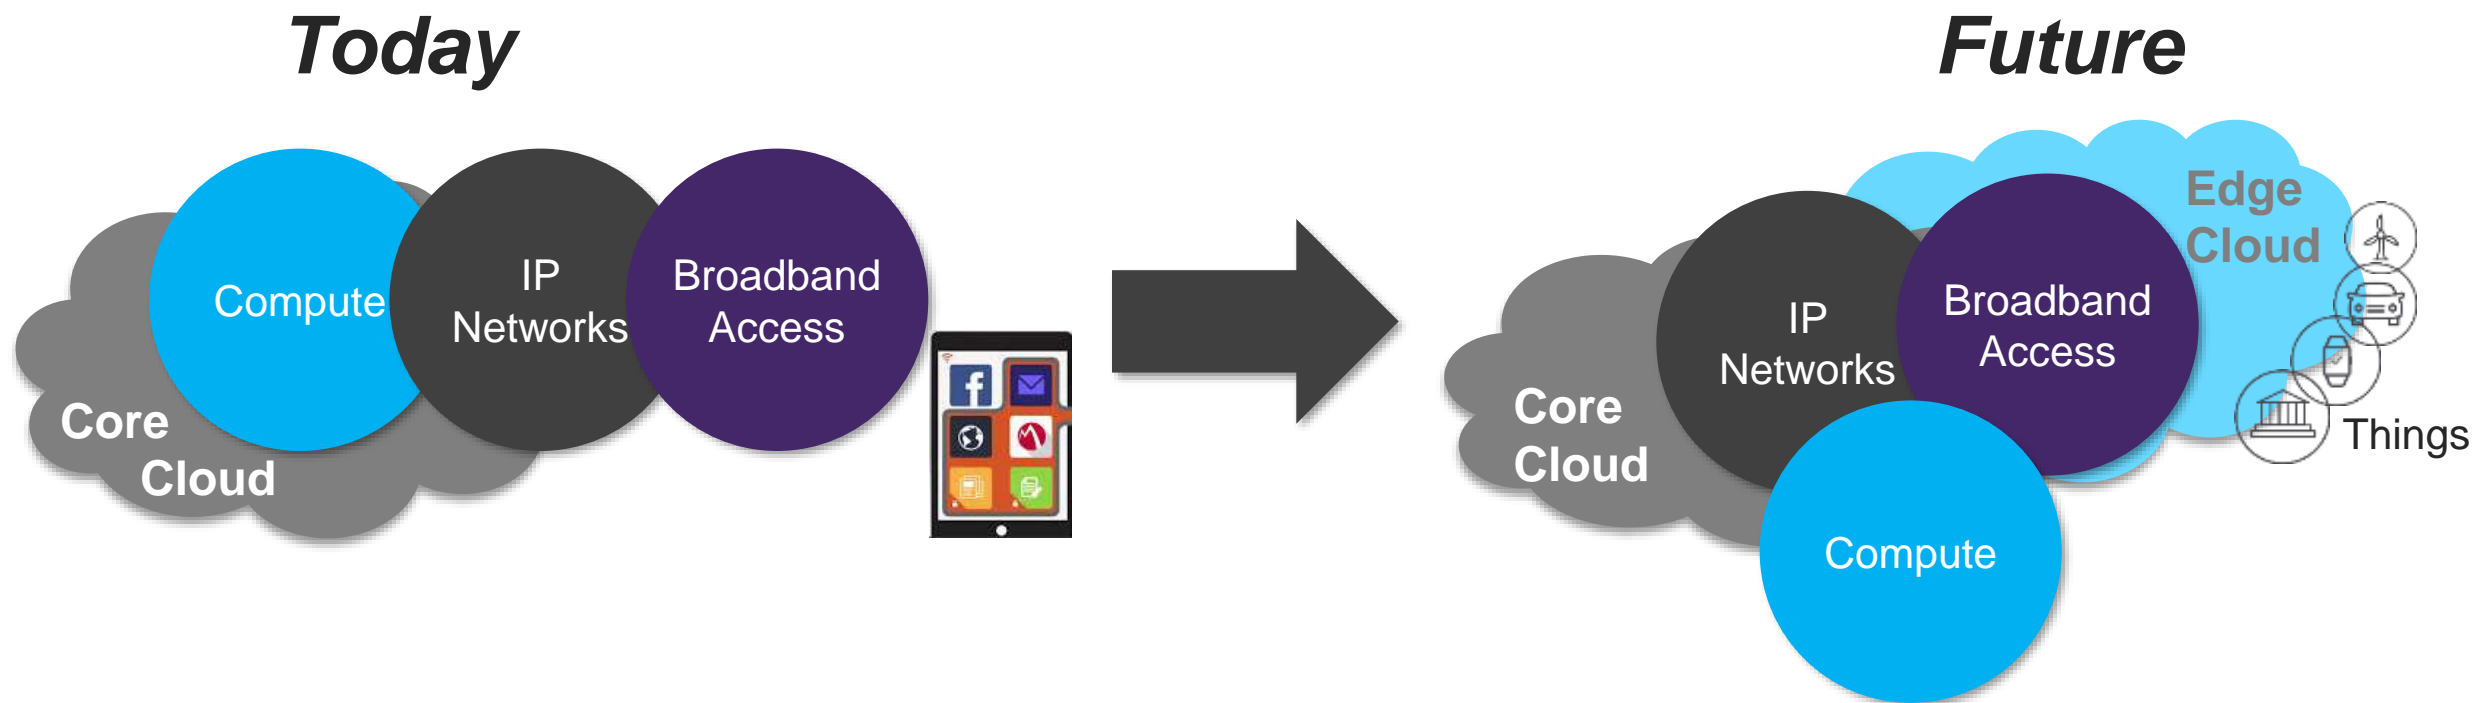 Today
Future
Compute
IP
Networks
Broadband
Access
Core
Cloud
f
Edge
Cloud
IP
Networks
Broadband
Access
Core
Cloud
Compute
Things